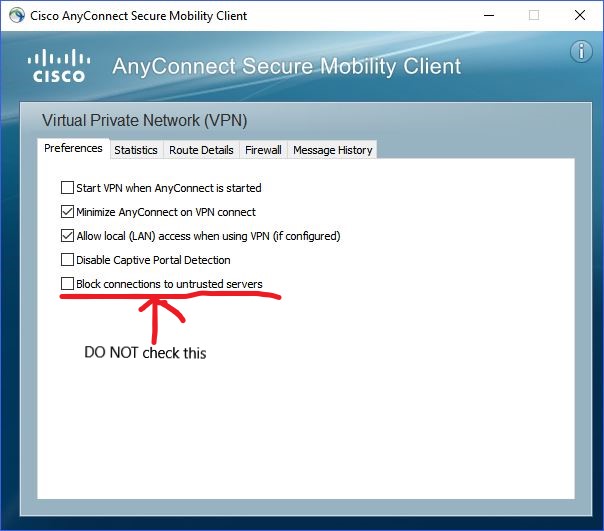 Cisco AnyConnect Secure Mobility Client
CISCO
AnyConnect Secure Mobility Client
Virtual Private Network (VPN)
Preferences Statistics Route Details Firewall Message History
Start VPN when AnyConnect is started
Minimize AnyConnect on VPN connect
Allow local (LAN) access when using VPN (if configured)
Disable Captive Portal Detection
Block connections to untrusted servers
DO NOT check this